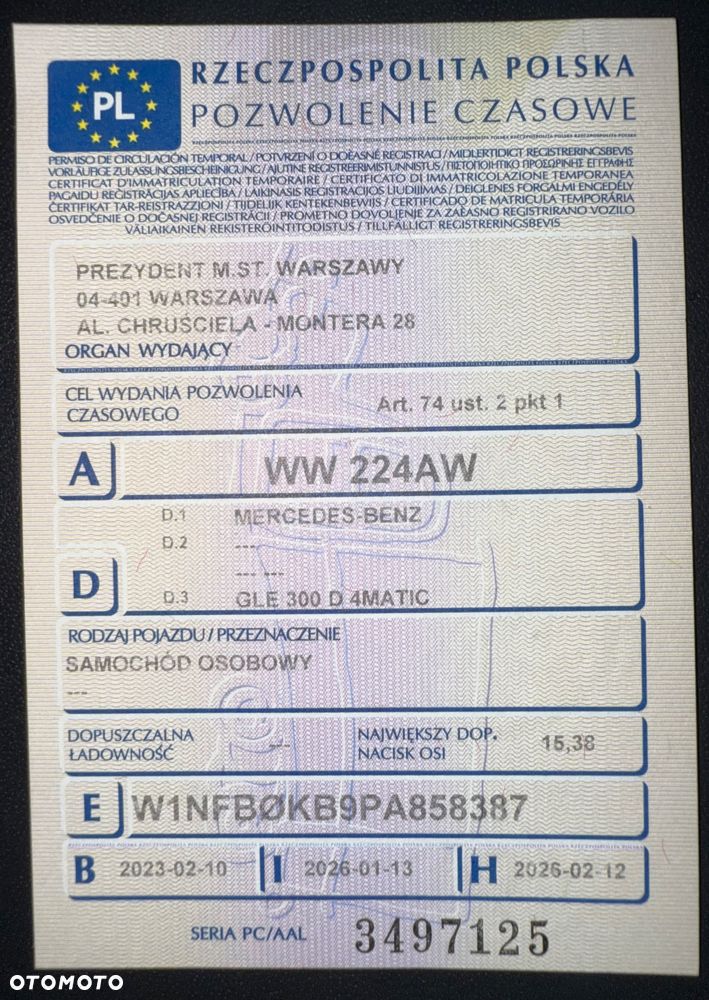 PL
RZECZPOSPOLITA POLSKA
POZWOLENIE CZASOWE
PERMISO DE CIRCULACIÓN TEMPORAL / POTVRZENÍ O DOČASNÉ REGISTRACI / MIDLERTIDIGT REGISTRERINGSBEVIS
VORLÄUFIGE ZULASSUNGSBESCHEINIGUNG / AJUTINE REGISTREERIMISTUNNISTUS / ΠΙΣΤΟΠΟΙΗΤΙΚΟ ΠΡΟΣΩΡΙΝΗΣ ΕΓΓΡΑΦΗΣ
CERTIFICAT D'IMMATRICULATION TEMPORAIRE / CERTIFICATO DI IMMATRICOLAZIONE TEMPORANEA
PAGAIDU REĢISTRĀCIJAS APLIECĪBA / LAIKINASIS REGISTRACIJOS LIUDIJIMAS / DEIGLENES FORGALMI ENGEDÉLY
ČERTIFIKAT TAR-REISTRAZZJONI / TIJDELIJK KENTEKENBEWIJS / CERTIFICADO DE MATRICULA TEMPORÁRIA
OSVEDČENIE O DOČASNEJ REGISTRÁCII / PROMETNO DOVOLJENJE ZA ZAČASNO REGISTRIRANO VOZILO
VÄLIAIKAINEN REKISTERÖINTITODISTUS / TILLFÄLLIGT REGISTRERINGSBEVIS
PREZYDENT M.ST. WARSZAWY
04-401 WARSZAWA
AL. CHRUŚCIELA - MONTERA 28
ORGAN WYDAJĄCY
CEL WYDANIA POZWOLENIA
CZASOWEGO
Art. 74 ust. 2 pkt 1
A WW 224AW
D.1 MERCEDES-BENZ
D.2 ---
--- ---
D
D.3 GLE 300 D 4MATIC
RODZAJ POJAZDU / PRZEZNACZENIE
SAMOCHÓD OSOBOWY
---
DOPUSZCZALNA
ŁADOWNOŚĆ
---
NAJWIĘKSZY DOP.
NACISK OSI
15,38
E W1NFBØKB9PA858387
B 2023-02-10 I 2026-01-13 H 2026-02-12
SERIA PC/AAL 3497125
OTOMOTO